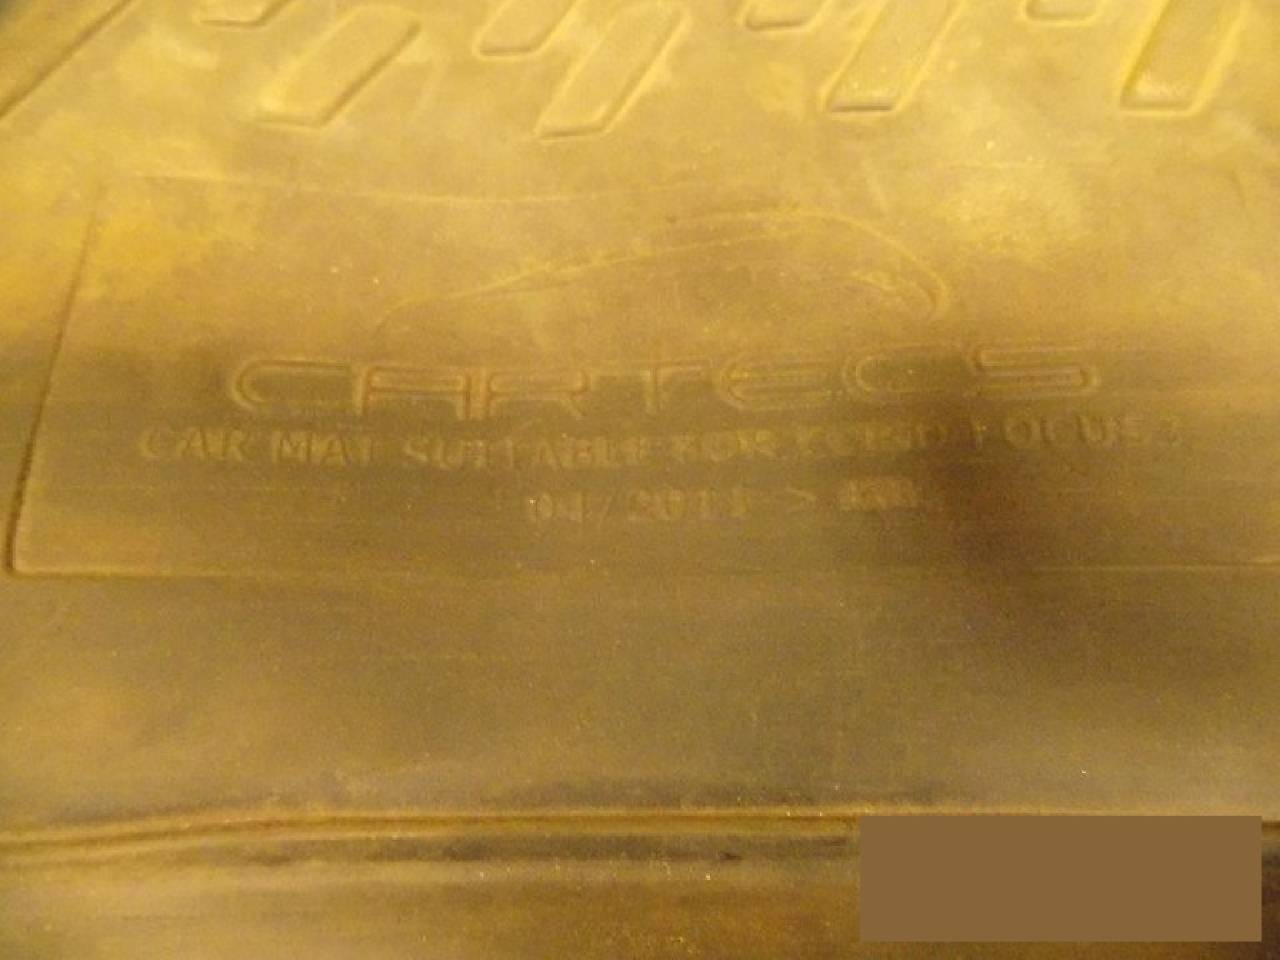 CARTECS
CAR MAT SUITABLE FOR FORD FOCUS 3
04/2011 >